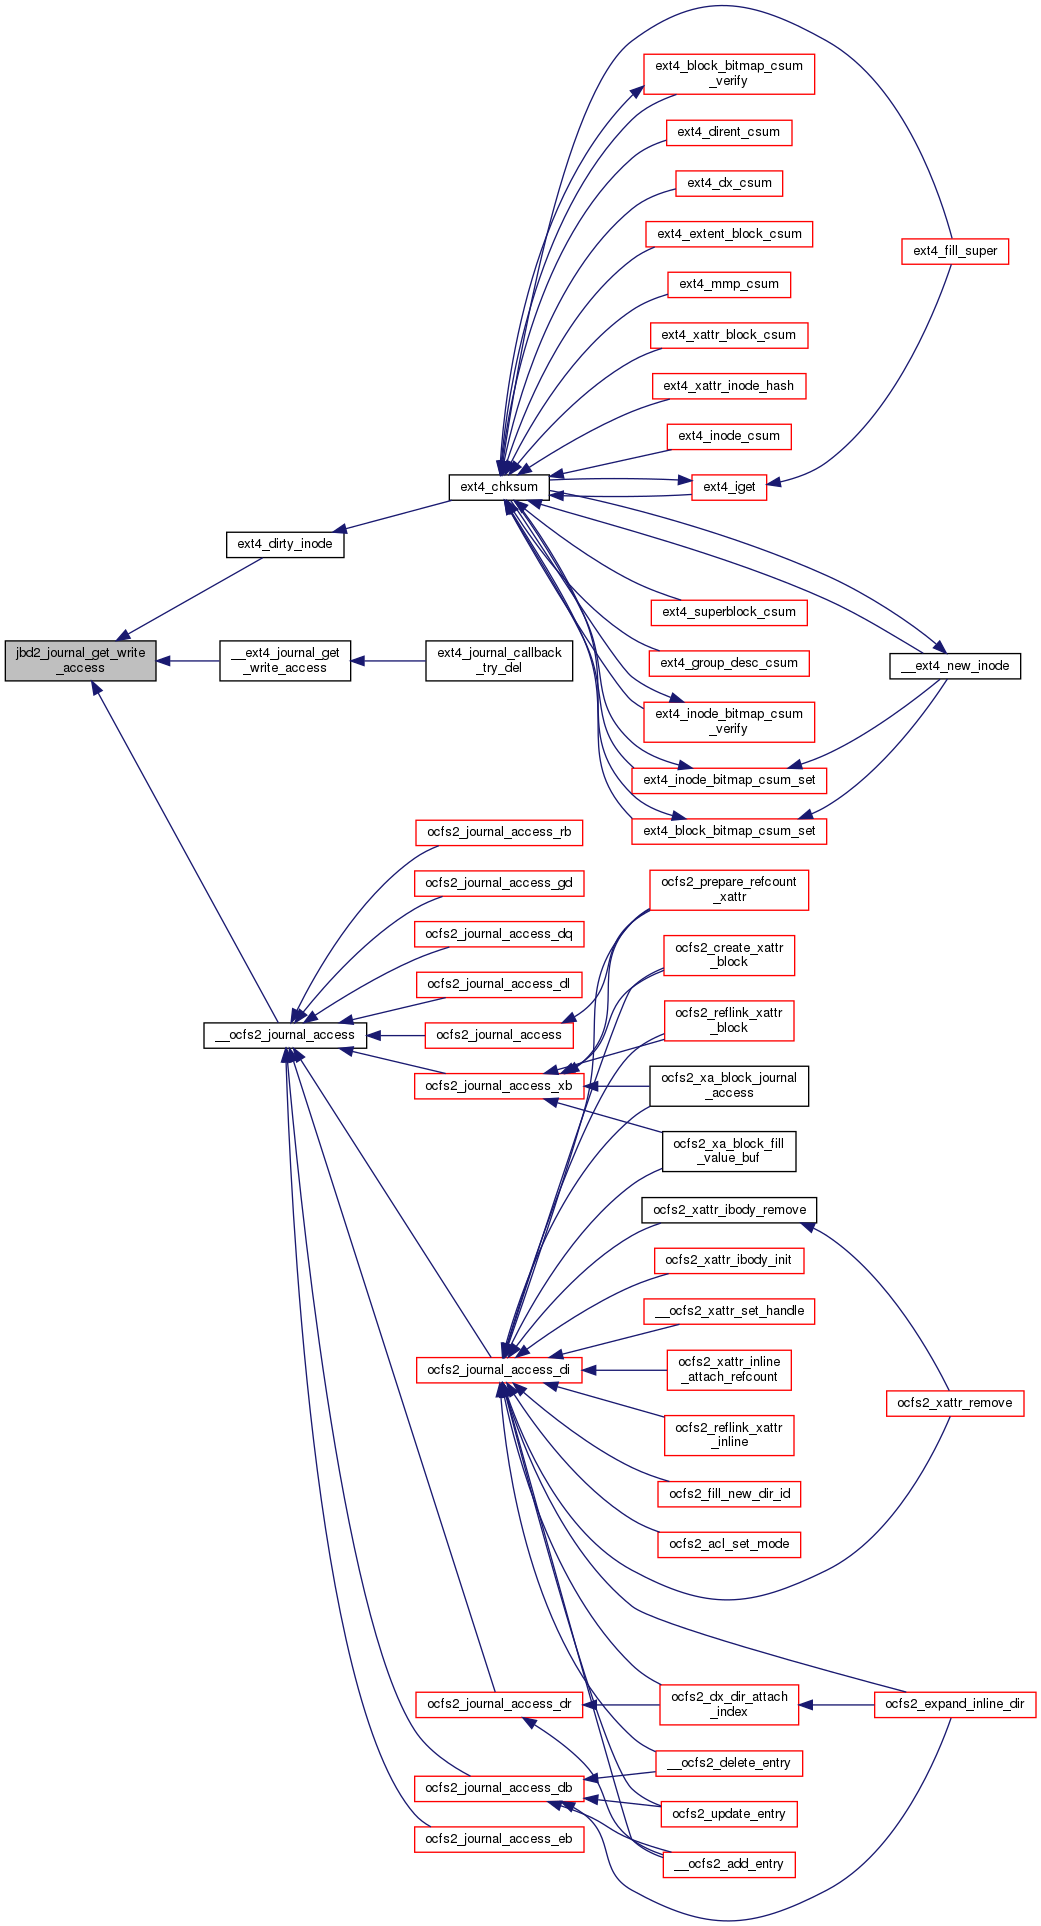 ext4_block_bitmap_csum
_verify
ext4_dirent_csum
ext4_dx_csum
ext4_extent_block_csum
ext4_fill_super
ext4_mmp_csum
ext4_xattr_block_csum
ext4_xattr_inode_hash
ext4_inode_csum
ext4_chksum
ext4_iget
ext4_dirty_inode
ext4_superblock_csum
jbd2_journal_get_write
_access
__ext4_journal_get
_write_access
ext4_journal_callback
_try_del
ext4_group_desc_csum
__ext4_new_inode
ext4_inode_bitmap_csum
_verify
ext4_inode_bitmap_csum_set
ext4_block_bitmap_csum_set
ocfs2_journal_access_rb
ocfs2_journal_access_gd
ocfs2_prepare_refcount
_xattr
ocfs2_journal_access_dq
ocfs2_create_xattr
_block
ocfs2_journal_access_dl
ocfs2_reflink_xattr
_block
__ocfs2_journal_access
ocfs2_journal_access
ocfs2_journal_access_xb
ocfs2_xa_block_journal
_access
ocfs2_xa_block_fill
_value_buf
ocfs2_xattr_ibody_remove
ocfs2_xattr_ibody_init
__ocfs2_xattr_set_handle
ocfs2_journal_access_di
ocfs2_xattr_inline
_attach_refcount
ocfs2_xattr_remove
ocfs2_reflink_xattr
_inline
ocfs2_fill_new_dir_id
ocfs2_acl_set_mode
ocfs2_journal_access_dr
ocfs2_dx_dir_attach
_index
ocfs2_expand_inline_dir
__ocfs2_delete_entry
ocfs2_journal_access_db
ocfs2_update_entry
ocfs2_journal_access_eb
__ocfs2_add_entry